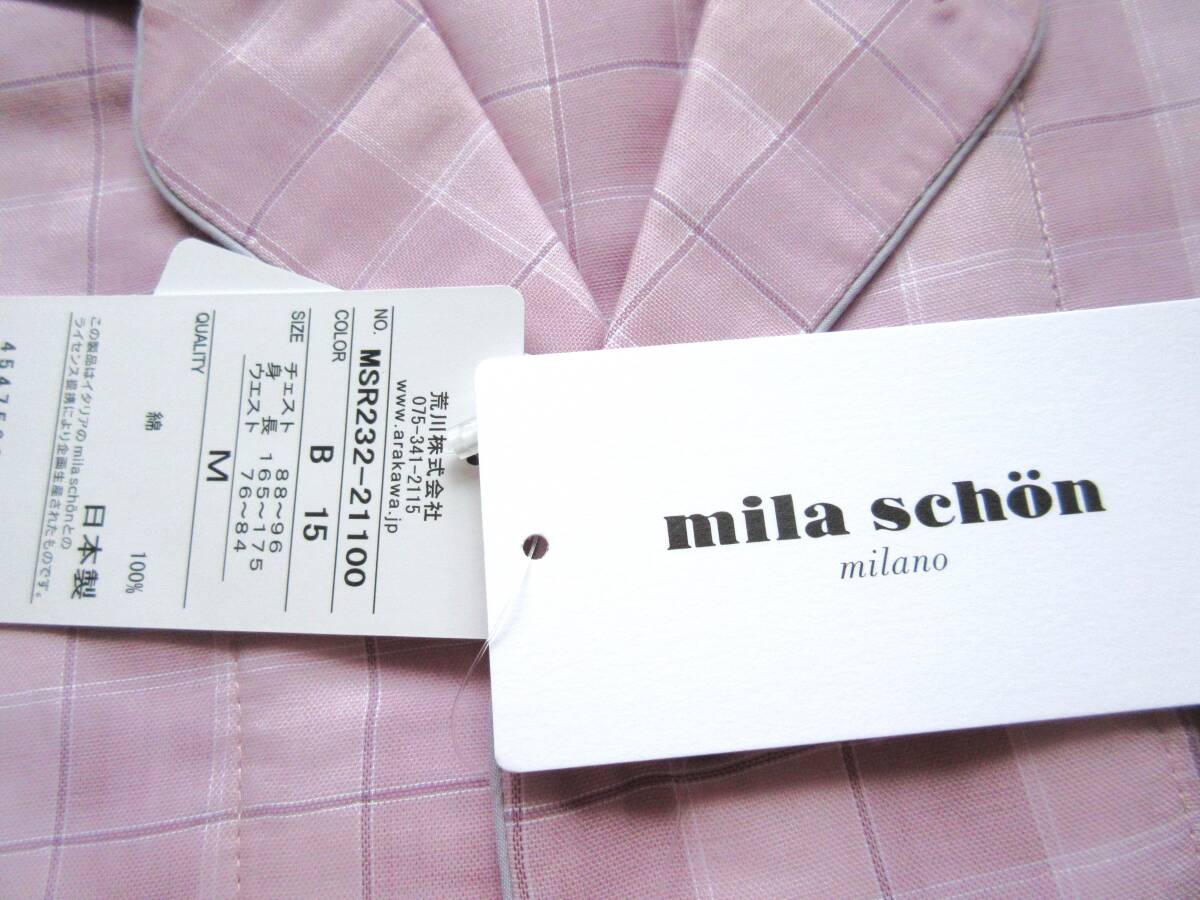 荒川株式会社
075-341-2115
www.arakawa.jp
NO. MSR232-21100
COLOR B 15
SIZE チェスト 88～96
身 長 165～175
ウエスト 76～84
M
QUALITY
綿 100%
日本製
この製品はイタリアのmila schönとの
ライセンス提携により企画生産されたものです。
mila schön
milano